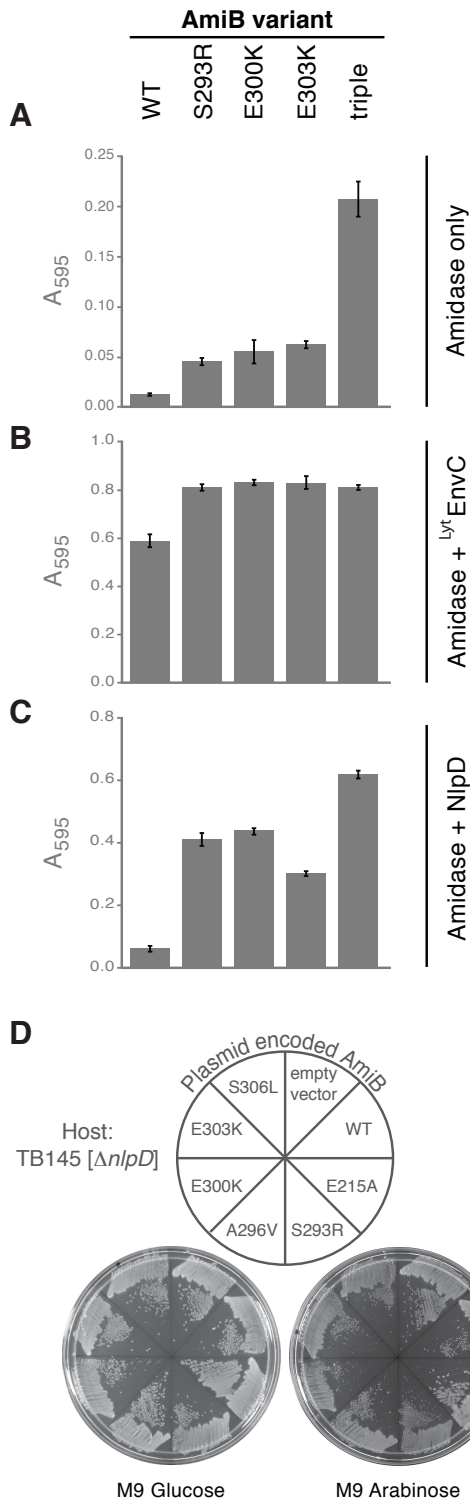 AmiB variant
WT
S293R
E300K
E303K
triple
A
0.25
0.20
0.15
0.10
0.05
0.00
A595
Amidase only
B
1.0
0.8
0.6
0.4
0.2
0.0
A595
Amidase + LytEnvC
C
0.8
0.6
0.4
0.2
0.0
A595
Amidase + NlpD
D
Plasmid encoded AmiB
Host:
TB145 [ΔnlpD]
S306L
empty
vector
E303K
WT
E300K
E215A
A296V
S293R
M9 Glucose
M9 Arabinose